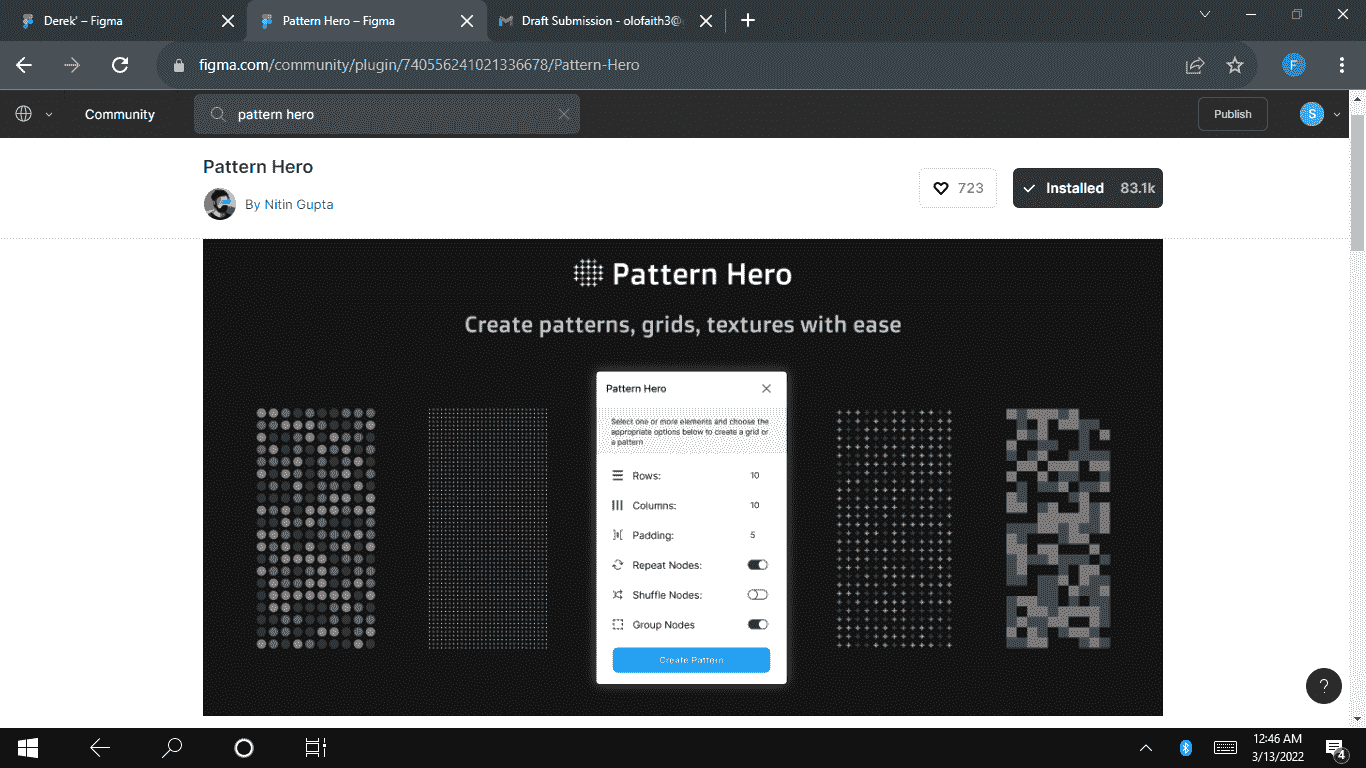 Derek' – Figma
Pattern Hero – Figma
Draft Submission - olofaith3@
figma.com/community/plugin/740556241021336678/Pattern-Hero
F
Community
pattern hero
Publish
S
Pattern Hero
By Nitin Gupta
723
Installed 83.1k
Pattern Hero
Create patterns, grids, textures with ease
Pattern Hero
Select one or more elements and choose the
appropriate options below to create a grid or
a pattern
Rows: 10
Columns: 10
Padding: 5
Repeat Nodes:
Shuffle Nodes:
Group Nodes
Create Pattern
?
12:46 AM
3/13/2022
4